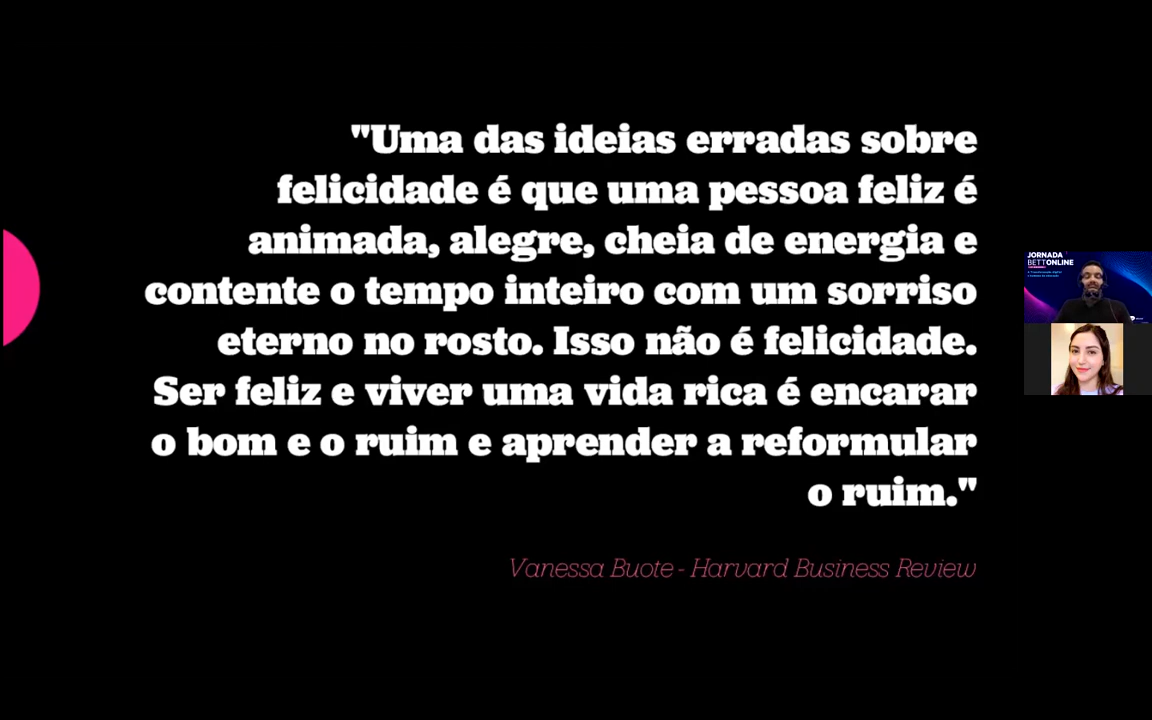 "Uma das ideias erradas sobre
felicidade é que uma pessoa feliz é
animada, alegre, cheia de energia e
contente o tempo inteiro com um sorriso
eterno no rosto. Isso não é felicidade.
Ser feliz e viver uma vida rica é encarar
o bom e o ruim e aprender a reformular
o ruim."
Vanessa Buote - Harvard Business Review
JORNADA
BETTONLINE